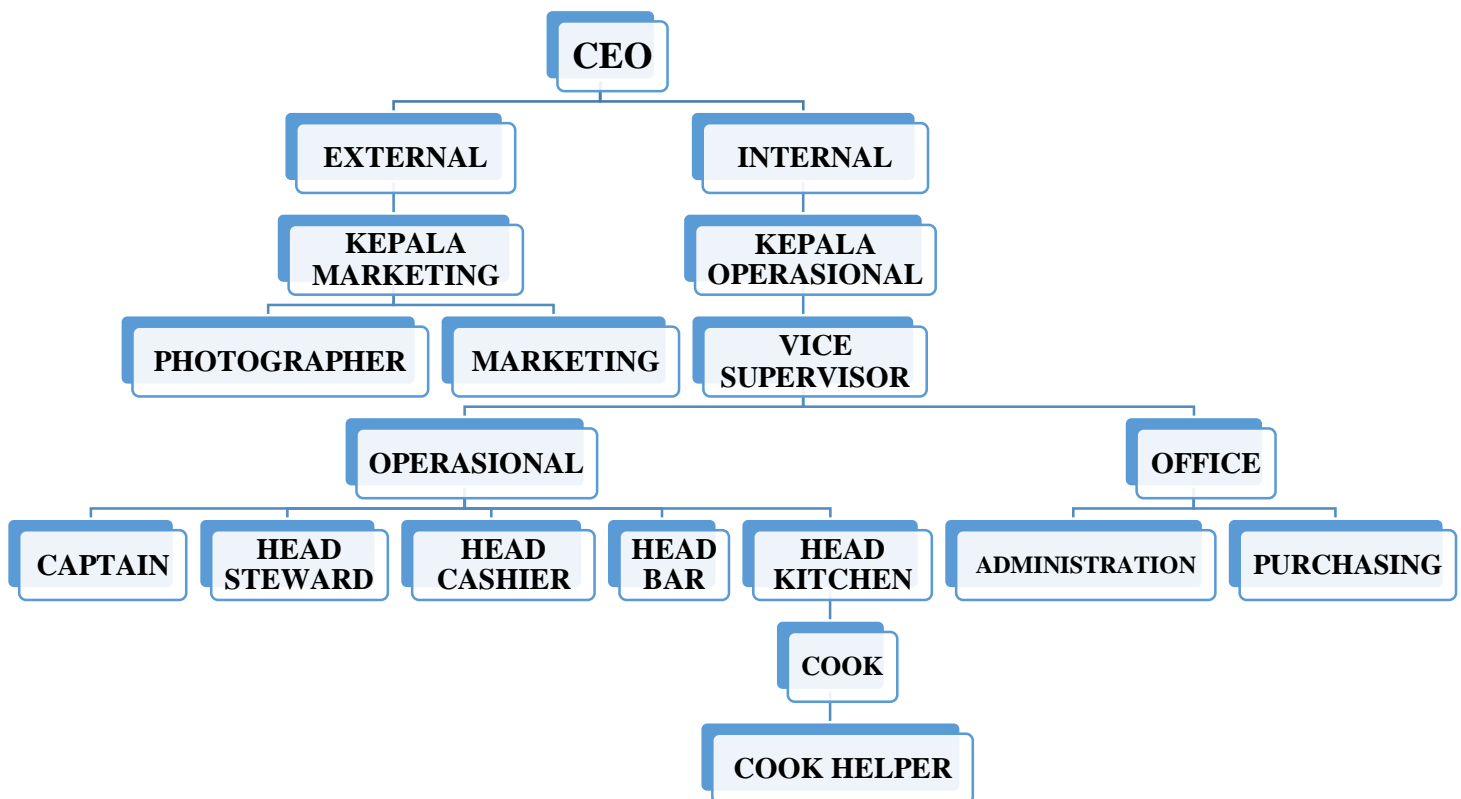 CEO
EXTERNAL
INTERNAL
KEPALA
MARKETING
KEPALA
OPERASIONAL
PHOTOGRAPHER
MARKETING
VICE
SUPERVISOR
OPERASIONAL
OFFICE
CAPTAIN
HEAD
STEWARD
HEAD
CASHIER
HEAD
BAR
HEAD
KITCHEN
ADMINISTRATION
PURCHASING
COOK
COOK HELPER